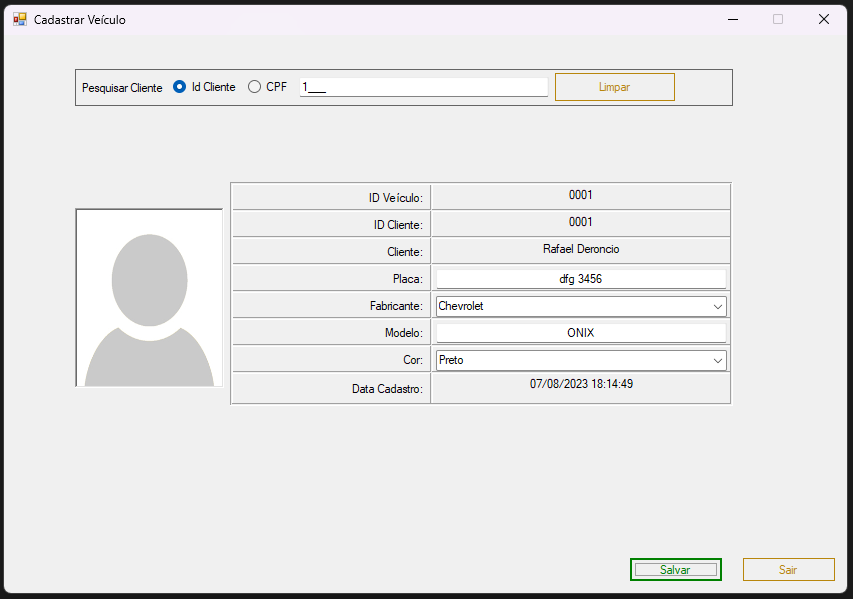 Cadastrar Veículo
Pesquisar Cliente Id Cliente CPF 1___ Limpar
ID Veículo: 0001
ID Cliente: 0001
Cliente: Rafael Deroncio
Placa: dfg 3456
Fabricante: Chevrolet
Modelo: ONIX
Cor: Preto
Data Cadastro: 07/08/2023 18:14:49
Salvar Sair